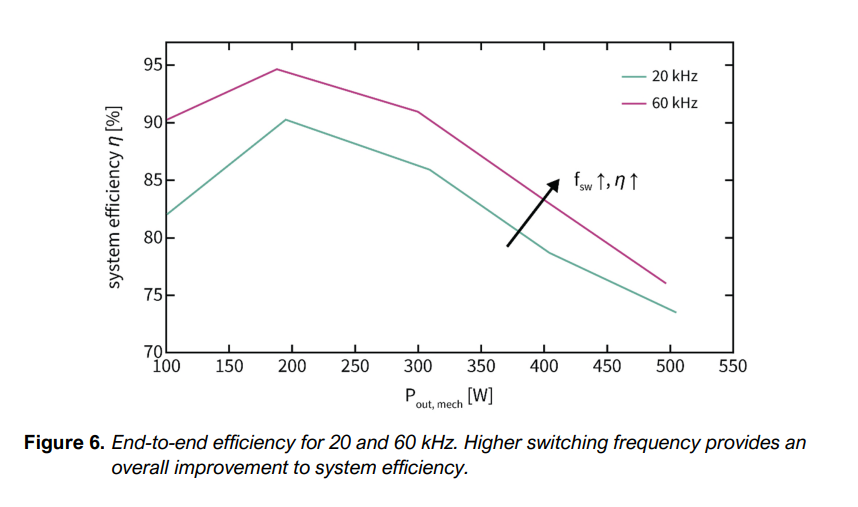 95
90
85
80
75
70
system efficiency η [%]
20 kHz
60 kHz
f_sw ↑, η ↑
100 150 200 250 300 350 400 450 500 550
P_out, mech [W]
Figure 6. End-to-end efficiency for 20 and 60 kHz. Higher switching frequency provides an
overall improvement to system efficiency.